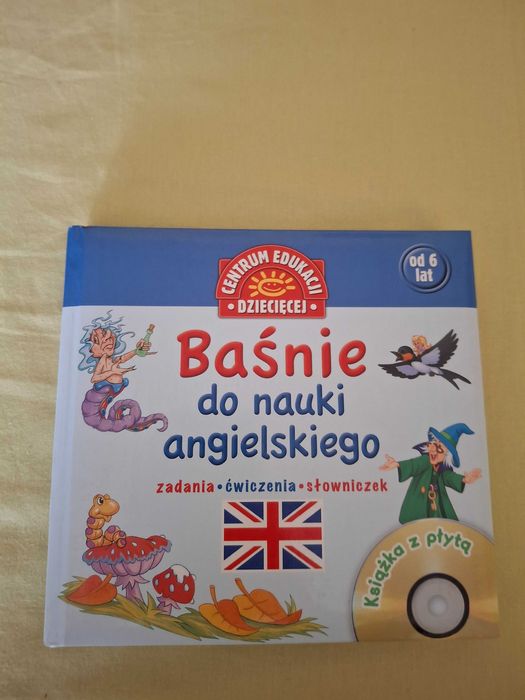 CENTRUM EDUKACJI
• DZIECIĘCEJ •
od 6
lat
Baśnie
do nauki
angielskiego
zadania • ćwiczenia • słowniczek
Książka z płytą